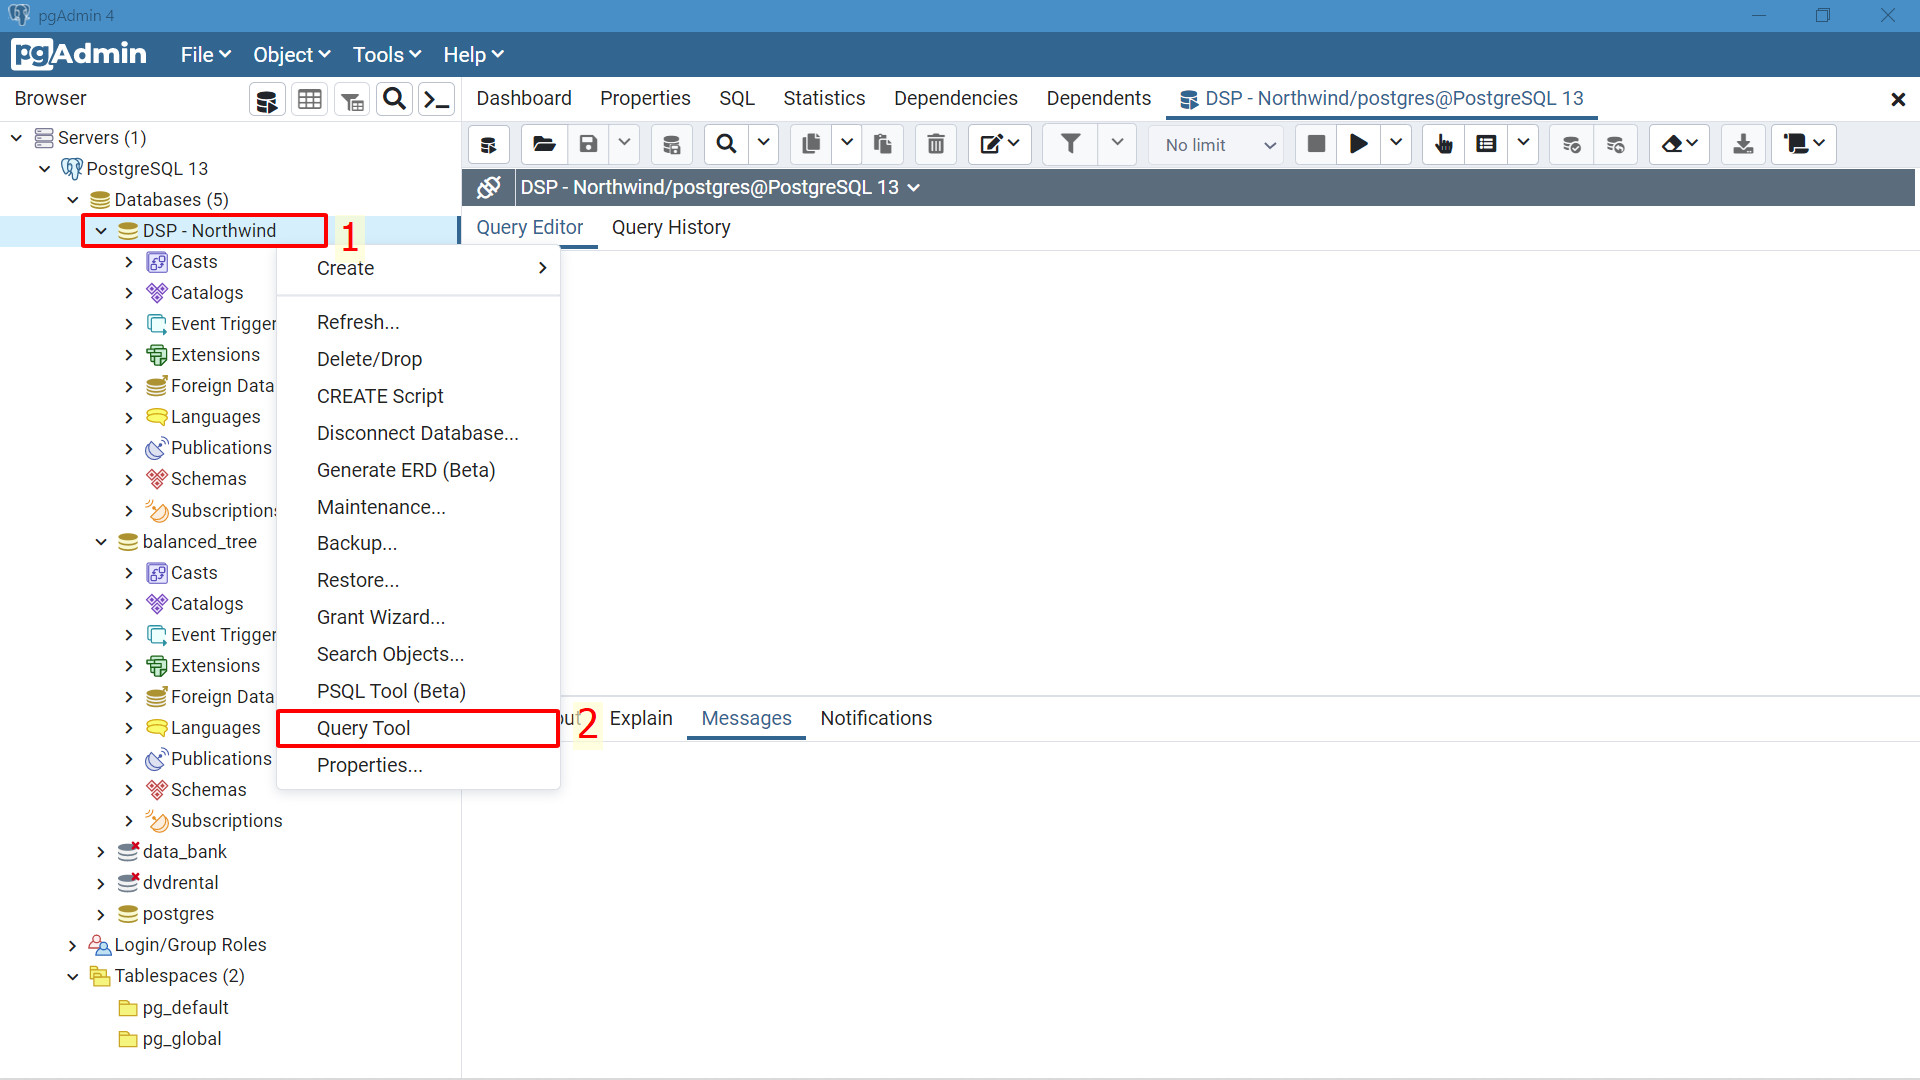 pgAdmin 4
pgAdmin File Object Tools Help
Browser
Dashboard Properties SQL Statistics Dependencies Dependents DSP - Northwind/postgres@PostgreSQL 13
No limit
DSP - Northwind/postgres@PostgreSQL 13
Query Editor Query History
Servers (1)
PostgreSQL 13
Databases (5)
DSP - Northwind
1
Casts
Catalogs
Event Trigger
Extensions
Foreign Data
Languages
Publications
Schemas
Subscriptions
balanced_tree
Casts
Catalogs
Event Trigger
Extensions
Foreign Data
Languages
Publications
Schemas
Subscriptions
data_bank
dvdrental
postgres
Login/Group Roles
Tablespaces (2)
pg_default
pg_global
Create
Refresh...
Delete/Drop
CREATE Script
Disconnect Database...
Generate ERD (Beta)
Maintenance...
Backup...
Restore...
Grant Wizard...
Search Objects...
PSQL Tool (Beta)
Query Tool
2
Properties...
Explain Messages Notifications